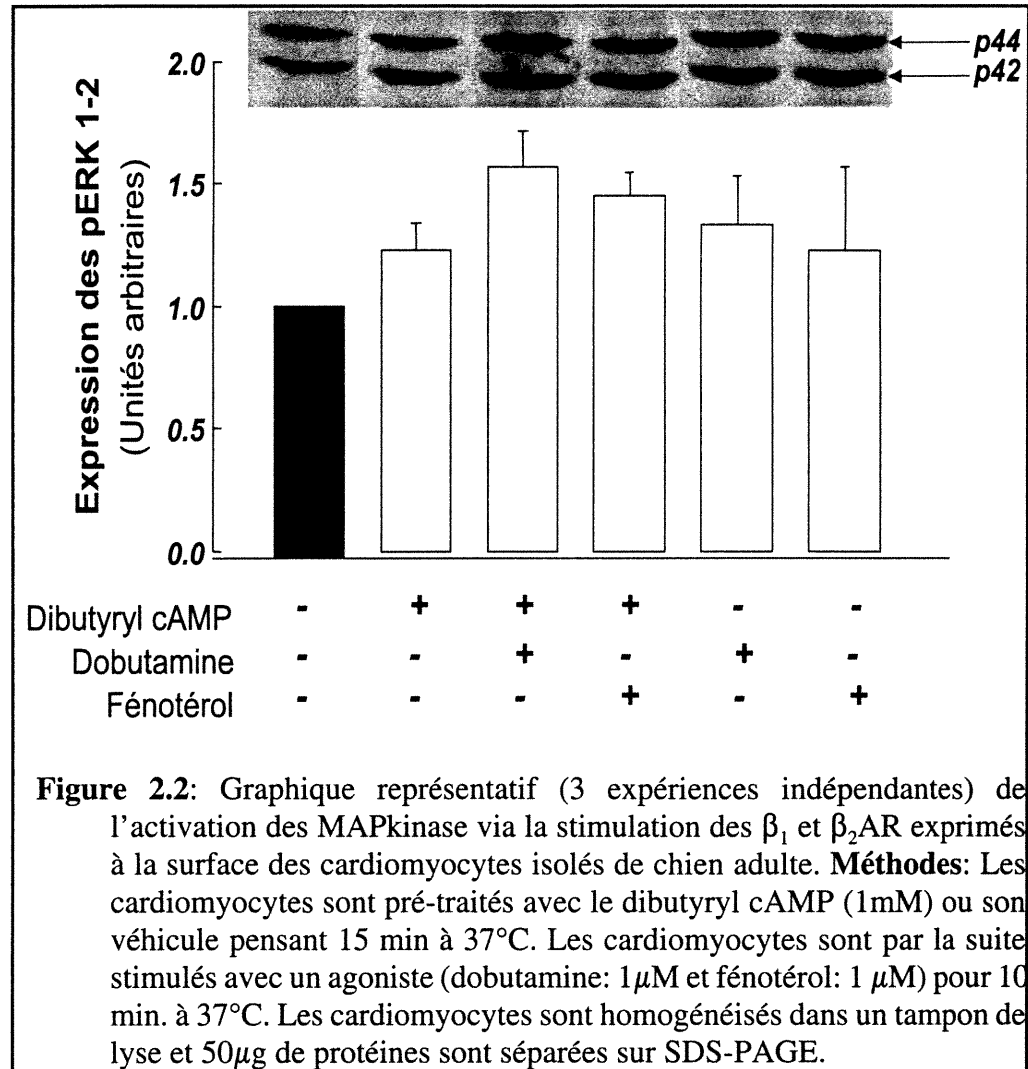 p44
p42
2.0
1.5
1.0
0.5
0.0
Expression des pERK 1-2
(Unités arbitraires)
Dibutyryl cAMP - + + + - -
Dobutamine - - + - + -
Fénotérol - - - + - +
Figure 2.2: Graphique représentatif (3 expériences indépendantes) de
l'activation des MAPkinase via la stimulation des β₁ et β₂AR exprimés
à la surface des cardiomyocytes isolés de chien adulte. Méthodes: Les
cardiomyocytes sont pré-traités avec le dibutyryl cAMP (1mM) ou son
véhicule pensant 15 min à 37°C. Les cardiomyocytes sont par la suite
stimulés avec un agoniste (dobutamine: 1μM et fénotérol: 1 μM) pour 10
min. à 37°C. Les cardiomyocytes sont homogénéisés dans un tampon de
lyse et 50μg de protéines sont séparées sur SDS-PAGE.